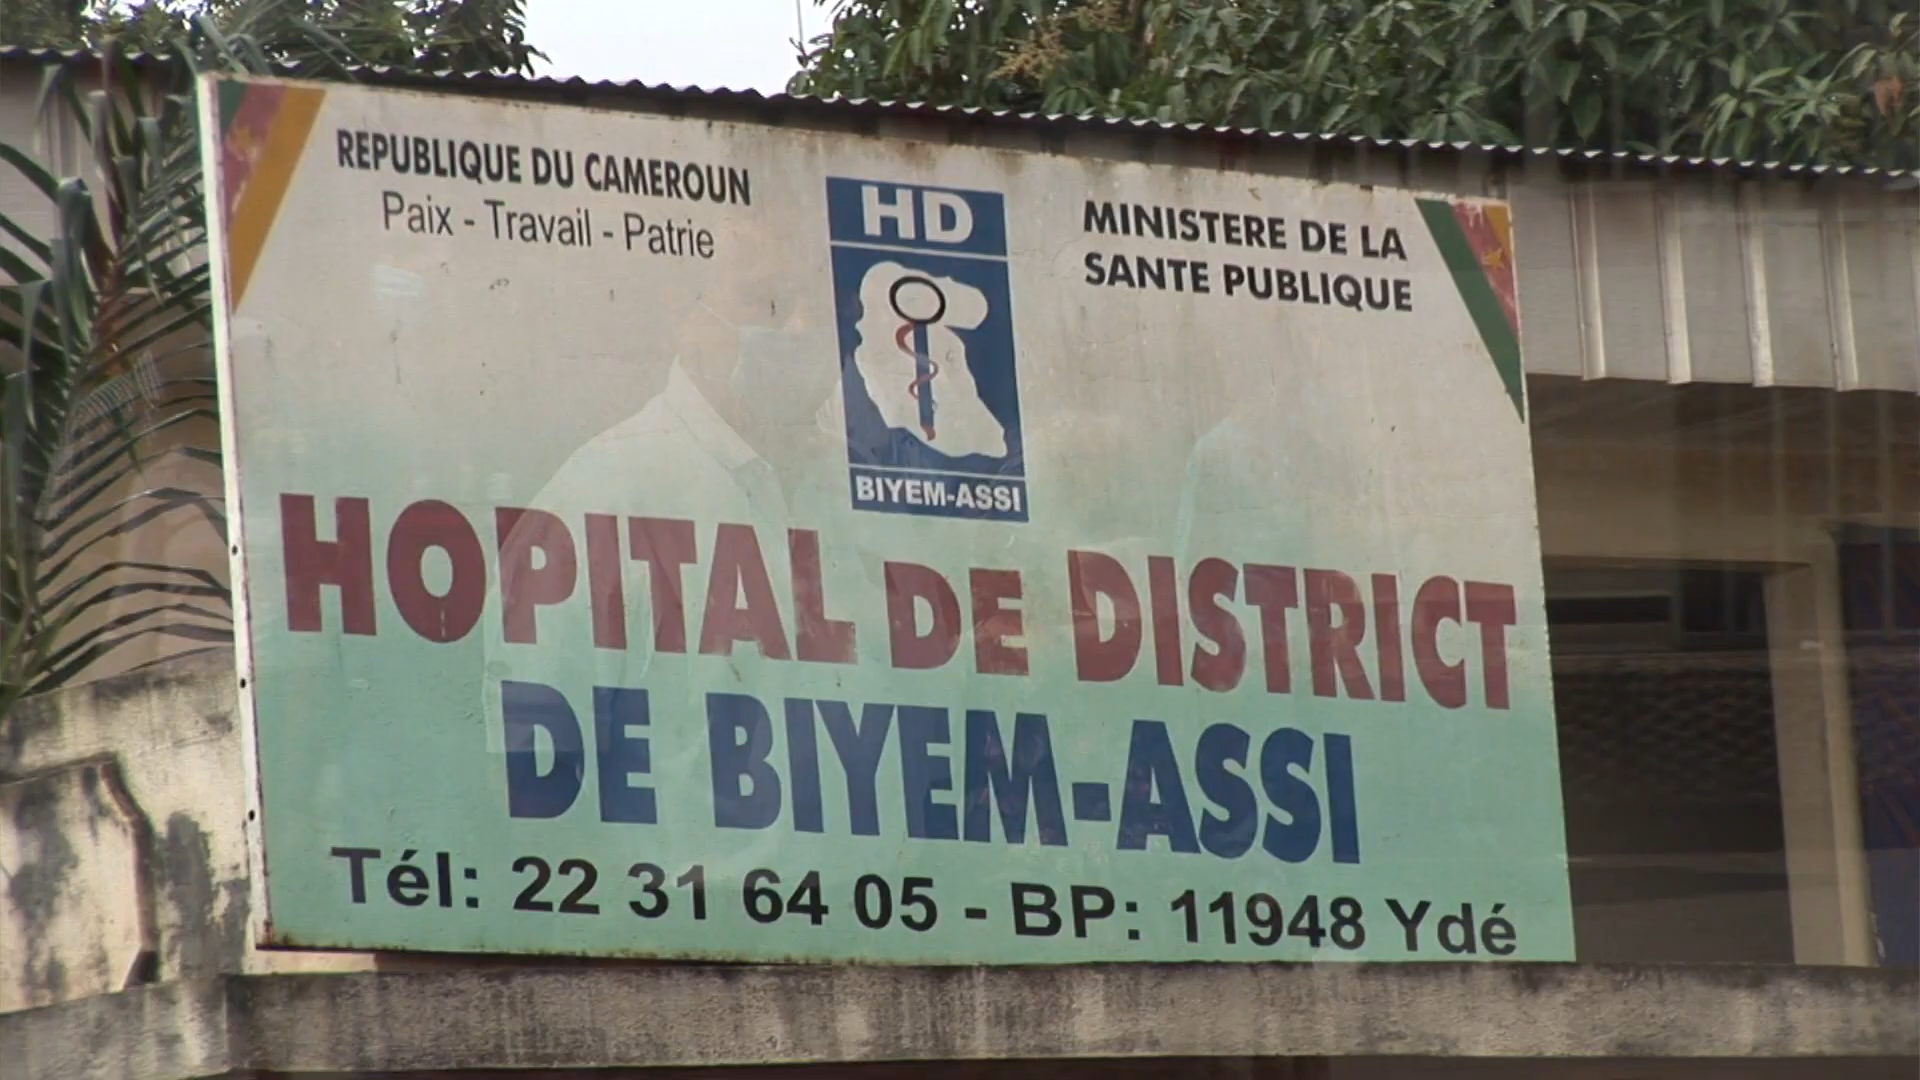 REPUBLIQUE DU CAMEROUN
Paix - Travail - Patrie
HD
BIYEM-ASSI
MINISTERE DE LA
SANTE PUBLIQUE
HOPITAL DE DISTRICT
DE BIYEM-ASSI
Tél: 22 31 64 05 - BP: 11948 Ydé